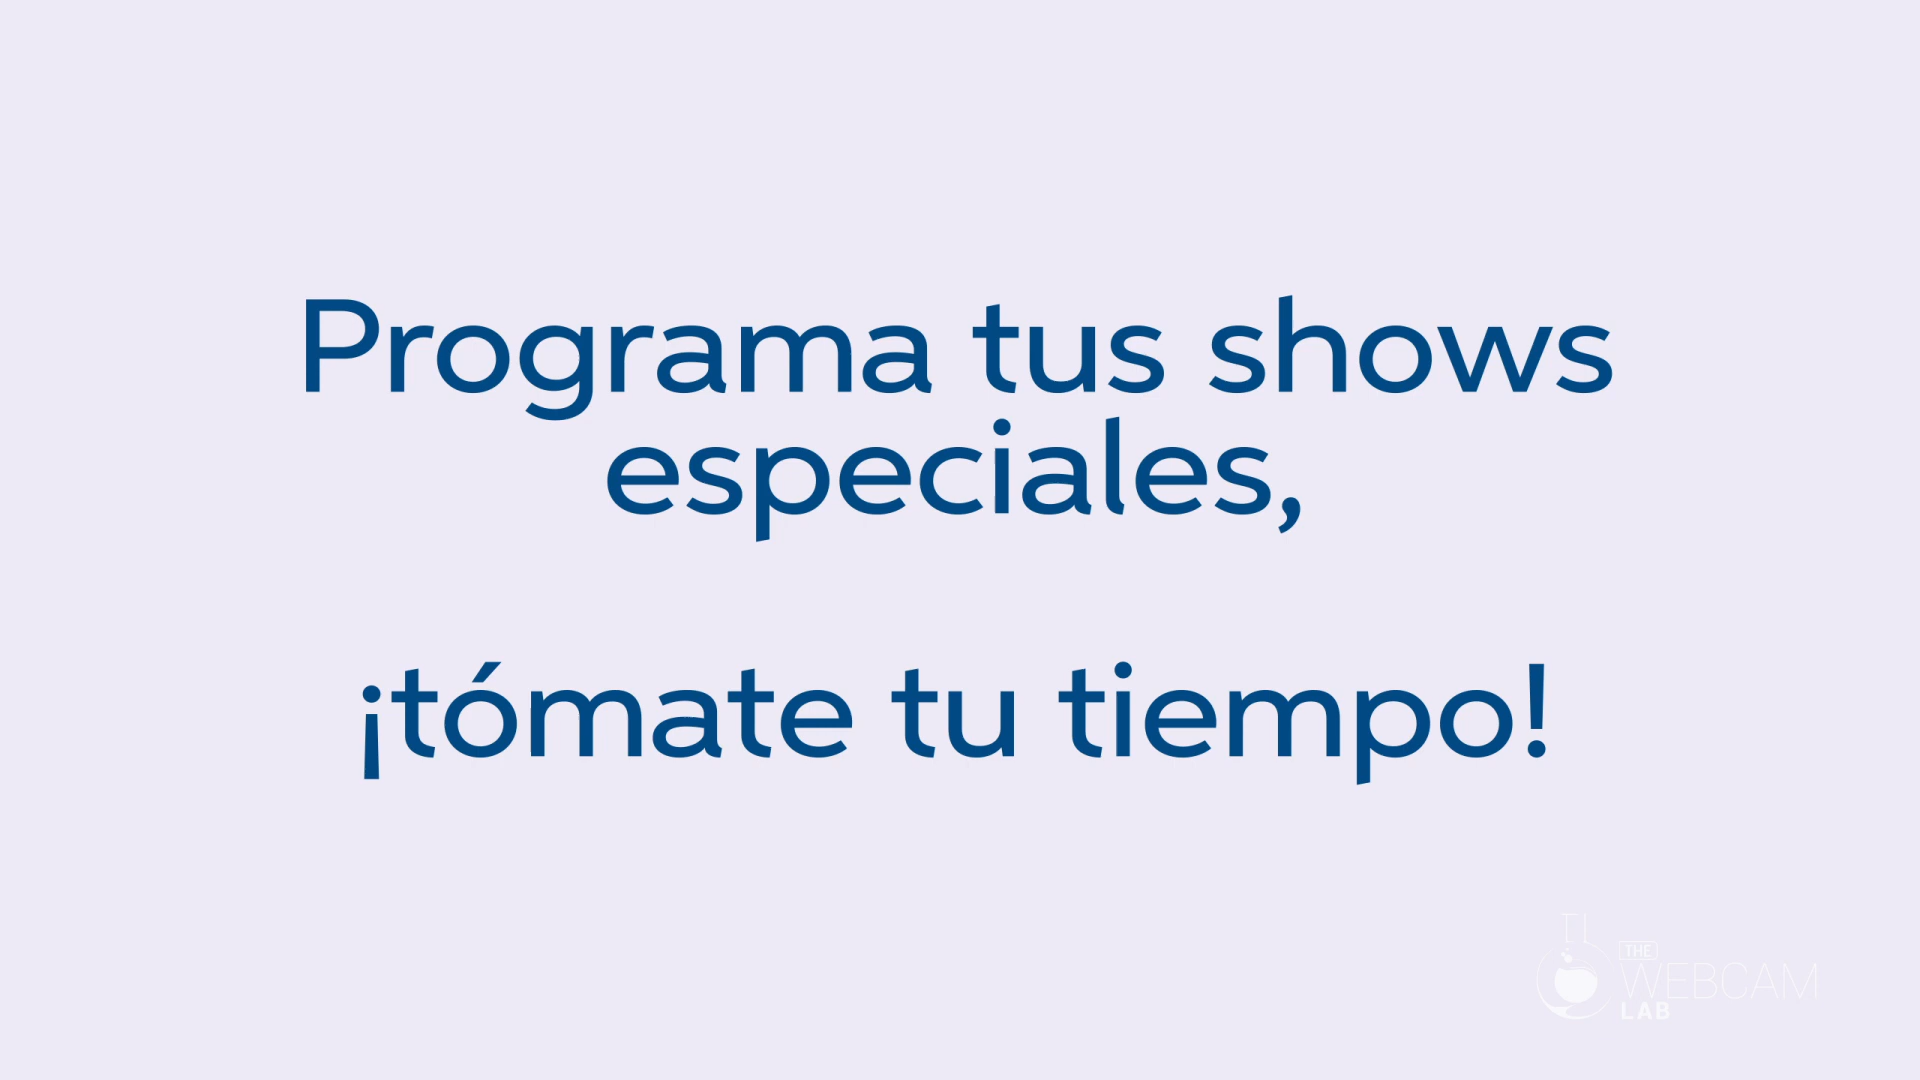 Programa tus shows
especiales,
¡tómate tu tiempo!
THE
WEBCAM
LAB